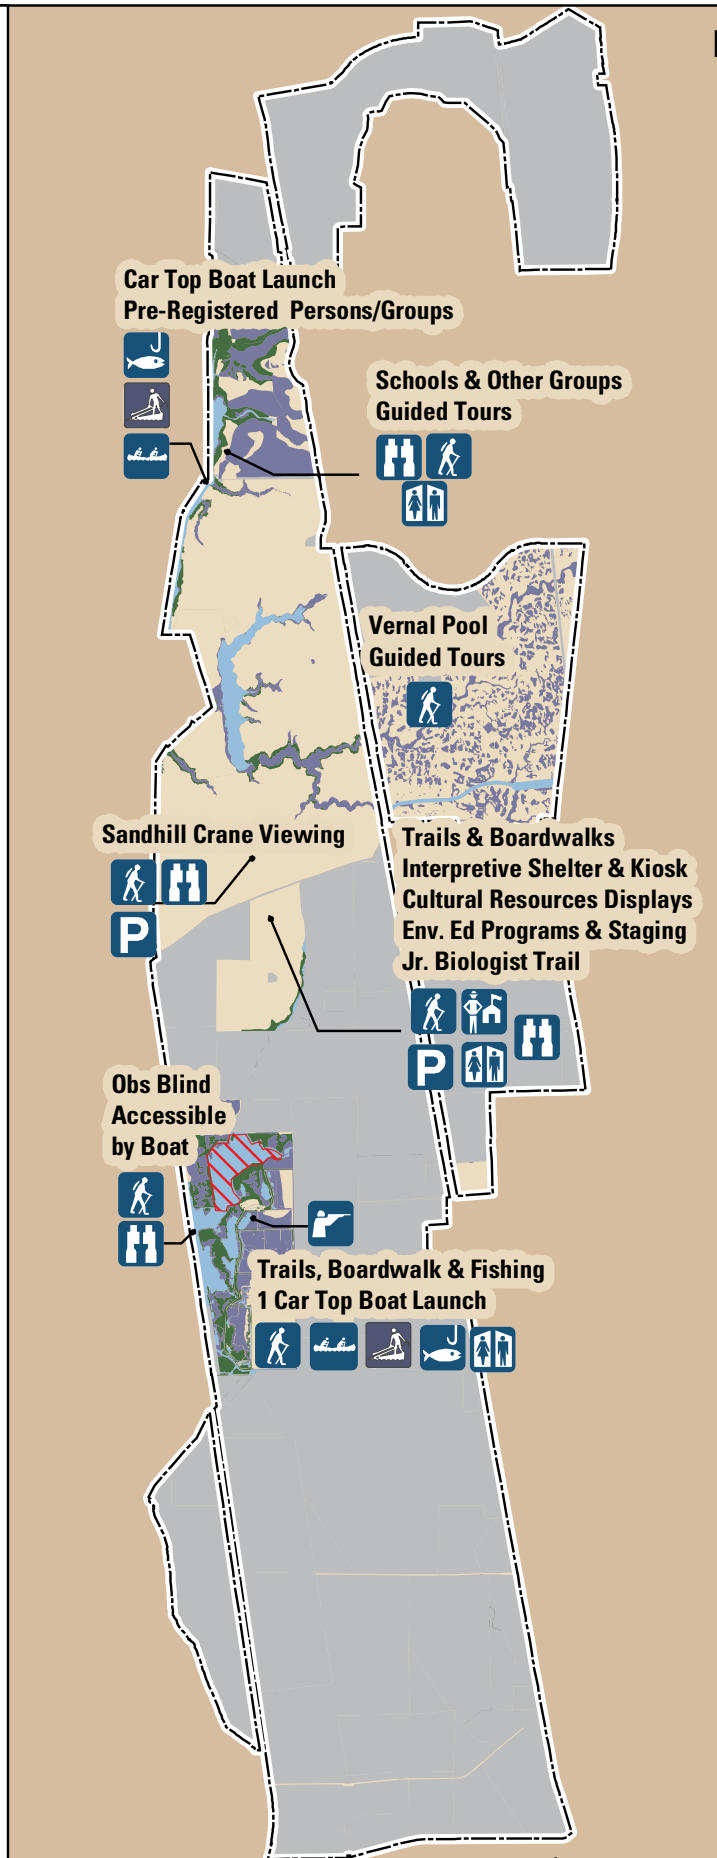 Car Top Boat Launch
Pre-Registered Persons/Groups
Schools & Other Groups
Guided Tours
Vernal Pool
Guided Tours
Sandhill Crane Viewing
P
Trails & Boardwalks
Interpretive Shelter & Kiosk
Cultural Resources Displays
Env. Ed Programs & Staging
Jr. Biologist Trail
P
Obs Blind
Accessible
by Boat
Trails, Boardwalk & Fishing
1 Car Top Boat Launch